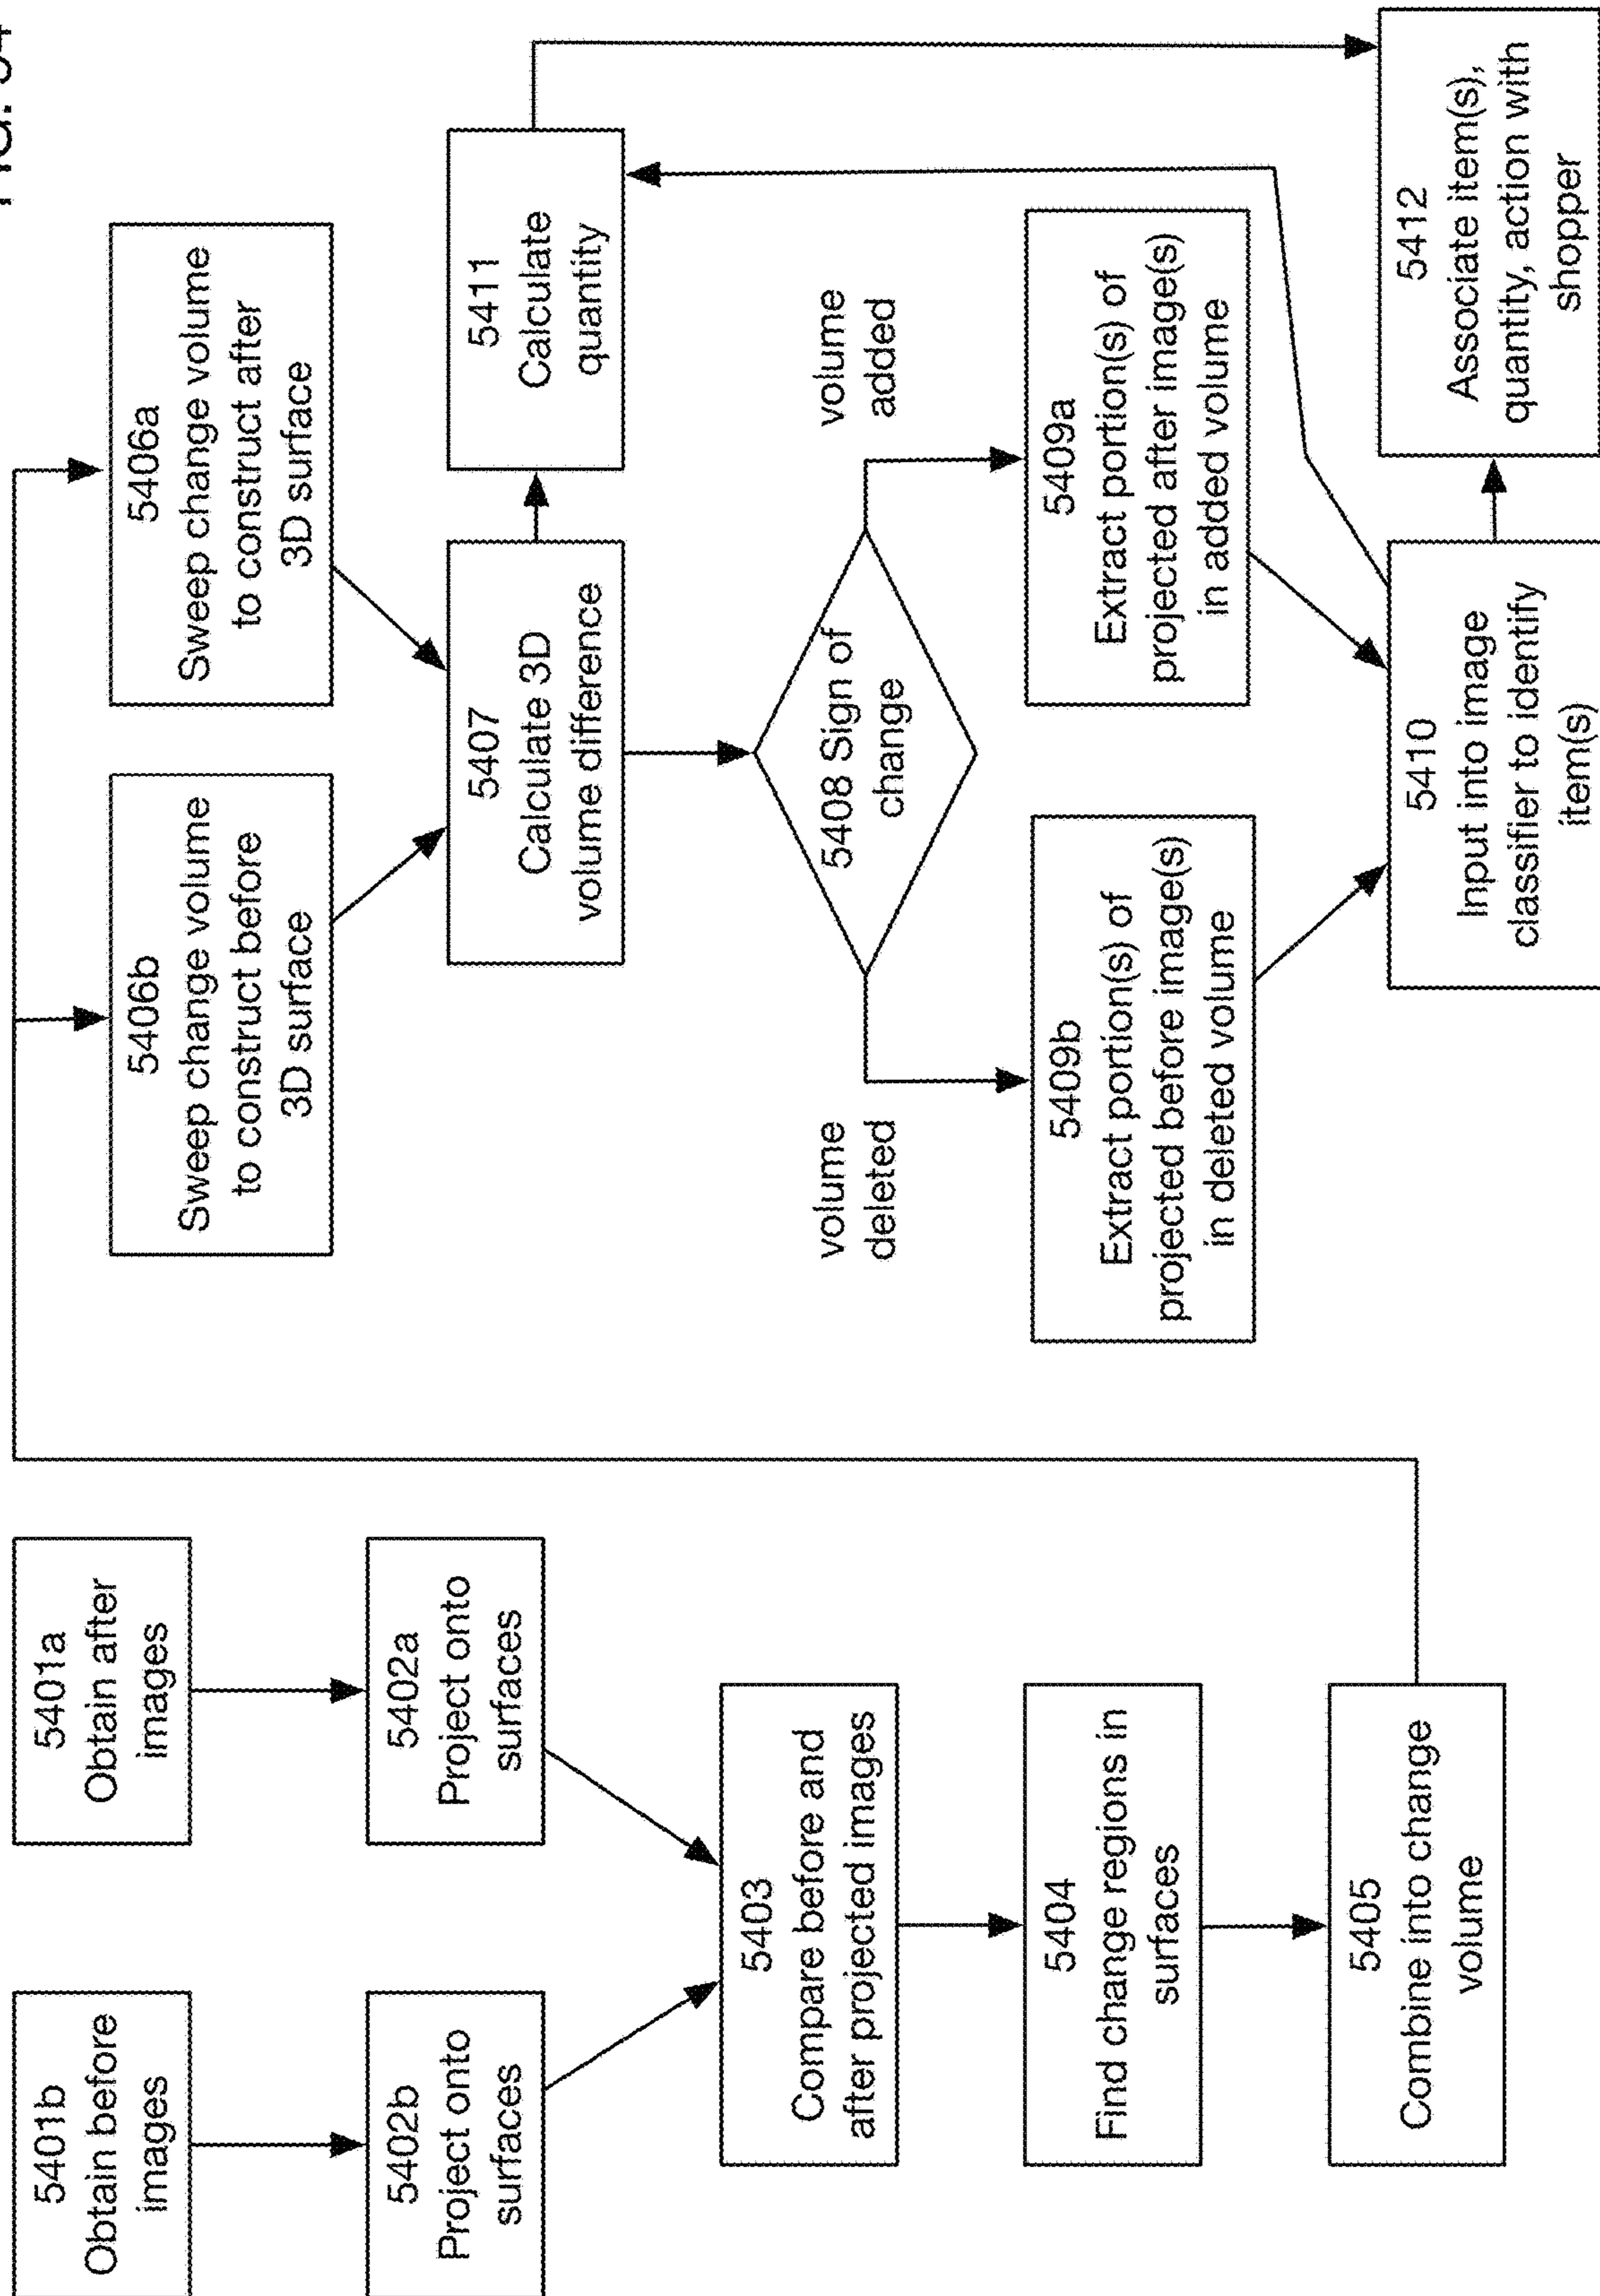 FIG. 54
5401b
Obtain before
images
5401a
Obtain after
images
5402b
Project onto
surfaces
5402a
Project onto
surfaces
5403
Compare before and
after projected images
5404
Find change regions in
surfaces
5405
Combine into change
volume
5406b
Sweep change volume
to construct before
3D surface
5406a
Sweep change volume
to construct after
3D surface
5407
Calculate 3D
volume difference
5411
Calculate
quantity
5408 Sign of
change
volume
deleted
volume
added
5409b
Extract portion(s) of
projected before image(s)
in deleted volume
5409a
Extract portion(s) of
projected after image(s)
in added volume
5410
Input into image
classifier to identify
item(s)
5412
Associate item(s),
quantity, action with
shopper